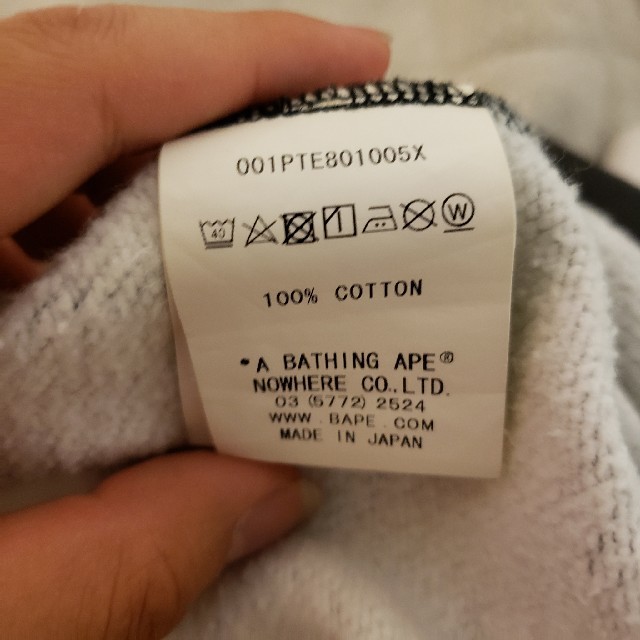 001PTE801005X
40 W
100% COTTON
*A BATHING APE®
NOWHERE CO.,LTD.
03 (5772) 2524
WWW.BAPE.COM
MADE IN JAPAN